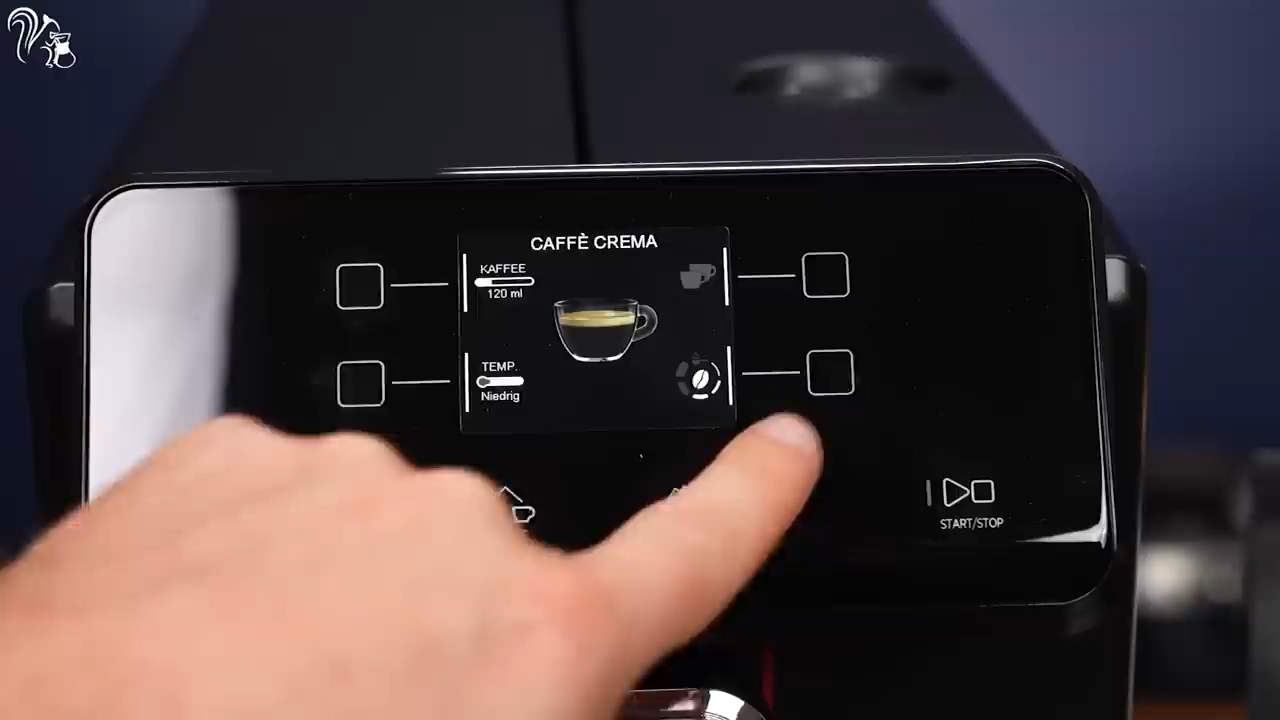 CAFFÈ CREMA
KAFFEE
120 ml
TEMP.
Niedrig
START/STOP